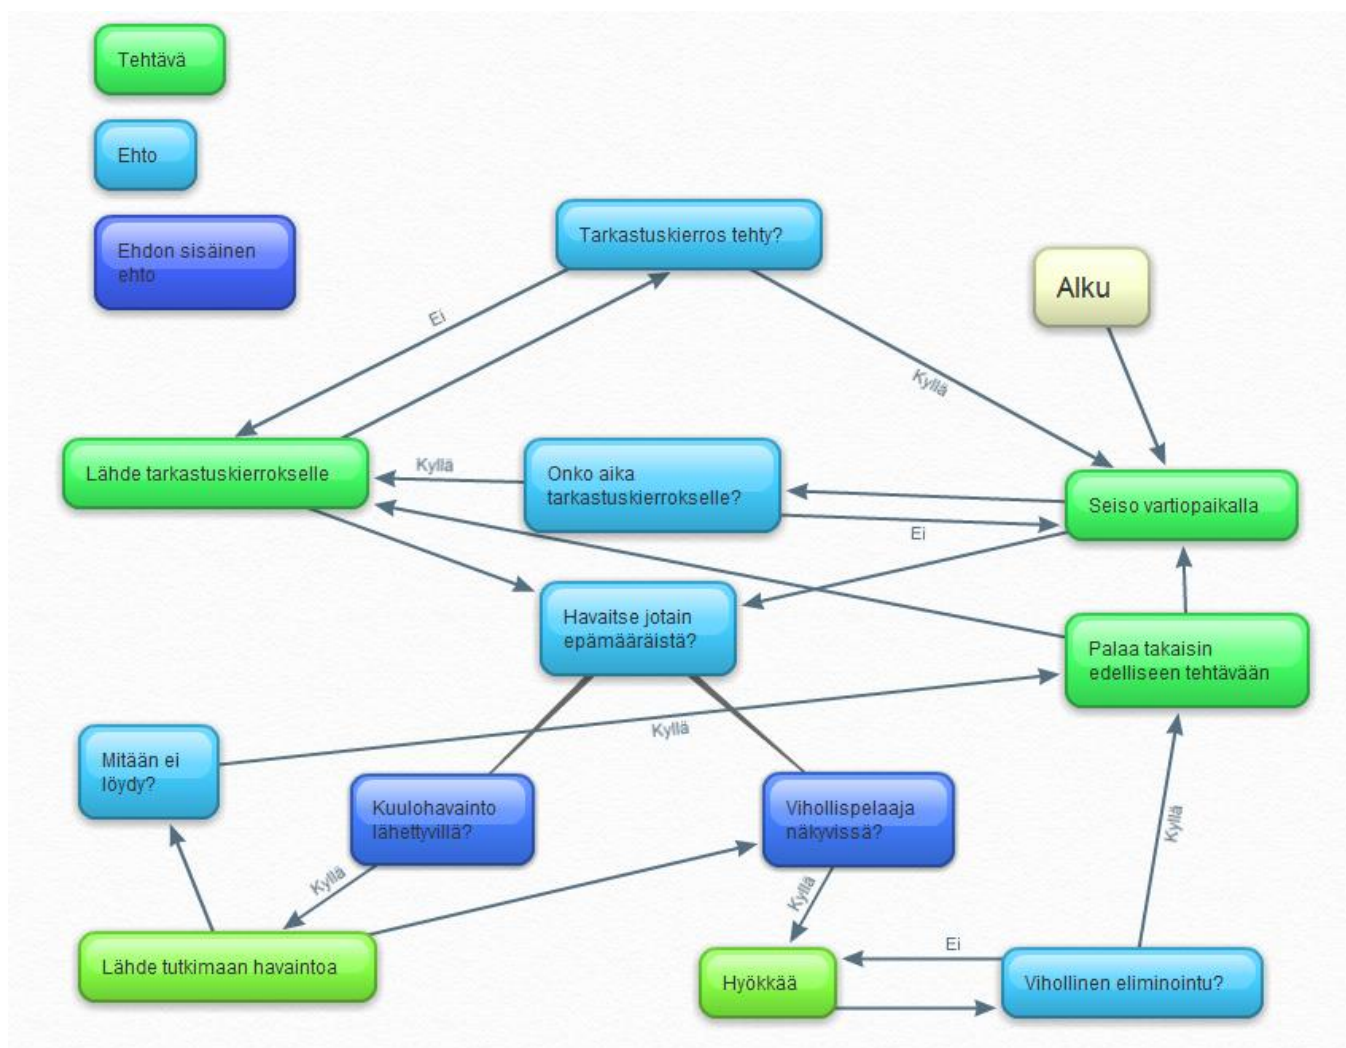 Tehtävä
Ehto
Ehdon sisäinen
ehto
Tarkastuskierros tehty?
Alku
Ei
Kyllä
Lähde tarkastuskierrokselle
Kyllä
Onko aika
tarkastuskierrokselle?
Seiso vartiopaikalla
Ei
Havaitse jotain
epämääräistä?
Palaa takaisin
edelliseen tehtävään
Kyllä
Mitään ei
löydy?
Kuulohavainto
lähettyvillä?
Vihollispelaaja
näkyvissä?
Kyllä
Kyllä
Kyllä
Lähde tutkimaan havaintoa
Ei
Hyökkää
Vihollinen eliminointu?